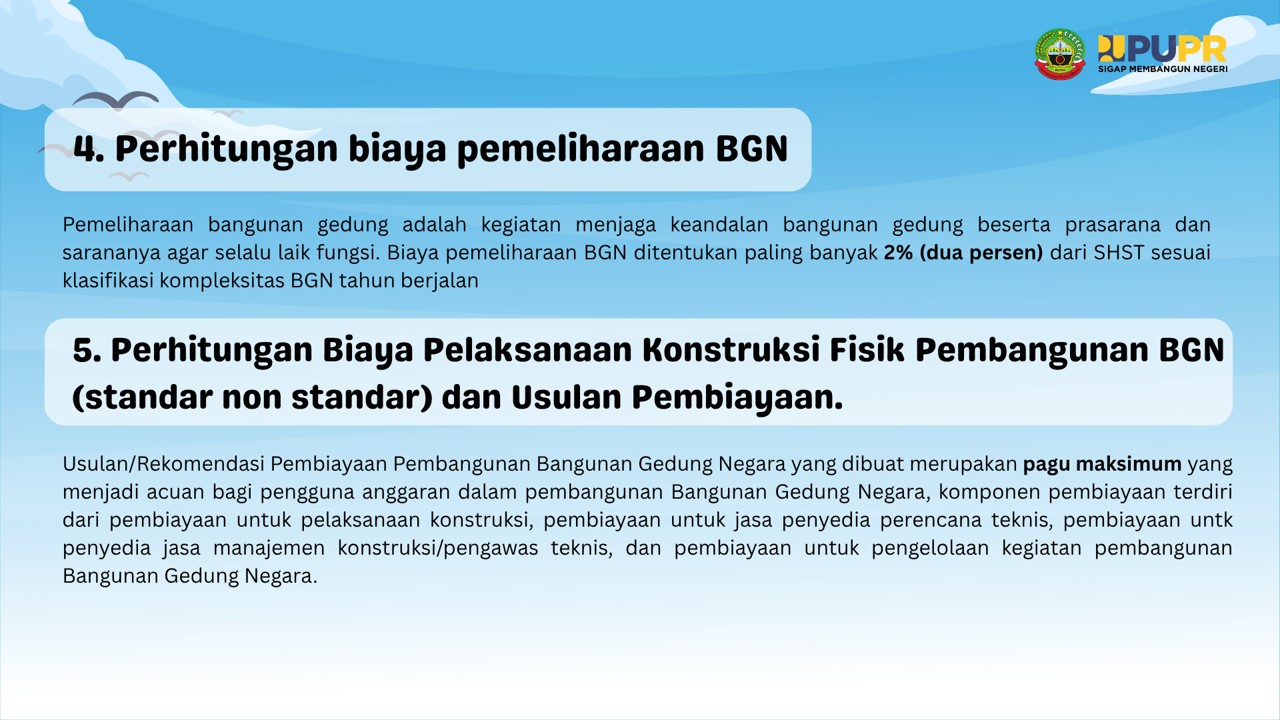 PUPR
SIGAP MEMBANGUN NEGERI
4. Perhitungan biaya pemeliharaan BGN
Pemeliharaan bangunan gedung adalah kegiatan menjaga keandalan bangunan gedung beserta prasarana dan
sarananya agar selalu laik fungsi. Biaya pemeliharaan BGN ditentukan paling banyak 2% (dua persen) dari SHST sesuai
klasifikasi kompleksitas BGN tahun berjalan
5. Perhitungan Biaya Pelaksanaan Konstruksi Fisik Pembangunan BGN
(standar non standar) dan Usulan Pembiayaan.
Usulan/Rekomendasi Pembiayaan Pembangunan Bangunan Gedung Negara yang dibuat merupakan pagu maksimum yang
menjadi acuan bagi pengguna anggaran dalam pembangunan Bangunan Gedung Negara, komponen pembiayaan terdiri
dari pembiayaan untuk pelaksanaan konstruksi, pembiayaan untuk jasa penyedia perencana teknis, pembiayaan untk
penyedia jasa manajemen konstruksi/pengawas teknis, dan pembiayaan untuk pengelolaan kegiatan pembangunan
Bangunan Gedung Negara.